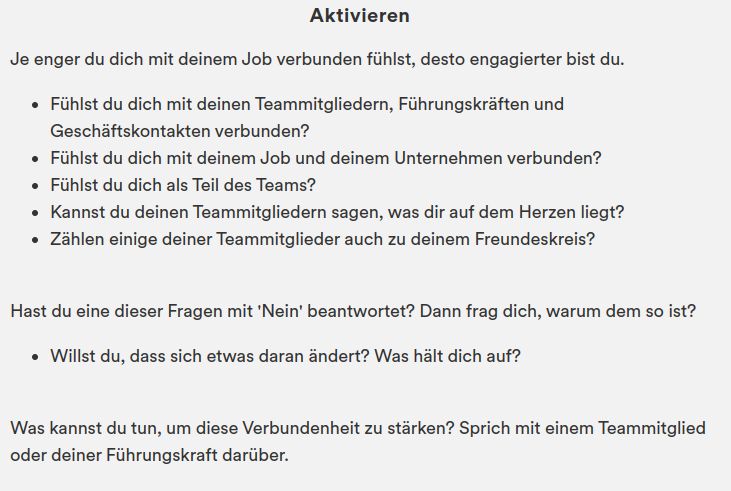 Aktivieren
Je enger du dich mit deinem Job verbunden fühlst, desto engagierter bist du.
• Fühlst du dich mit deinen Teammitgliedern, Führungskräften und
Geschäftskontakten verbunden?
• Fühlst du dich mit deinem Job und deinem Unternehmen verbunden?
• Fühlst du dich als Teil des Teams?
• Kannst du deinen Teammitgliedern sagen, was dir auf dem Herzen liegt?
• Zählen einige deiner Teammitglieder auch zu deinem Freundeskreis?
Hast du eine dieser Fragen mit 'Nein' beantwortet? Dann frag dich, warum dem so ist?
• Willst du, dass sich etwas daran ändert? Was hält dich auf?
Was kannst du tun, um diese Verbundenheit zu stärken? Sprich mit einem Teammitglied
oder deiner Führungskraft darüber.